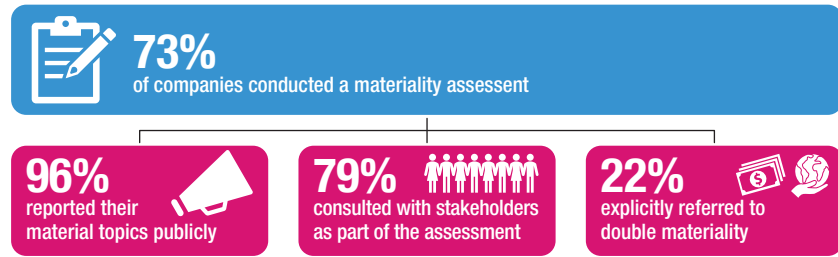 73%
of companies conducted a materiality assessent
96%
reported their
material topics publicly
79%
consulted with stakeholders
as part of the assessment
22%
explicitly referred to
double materiality